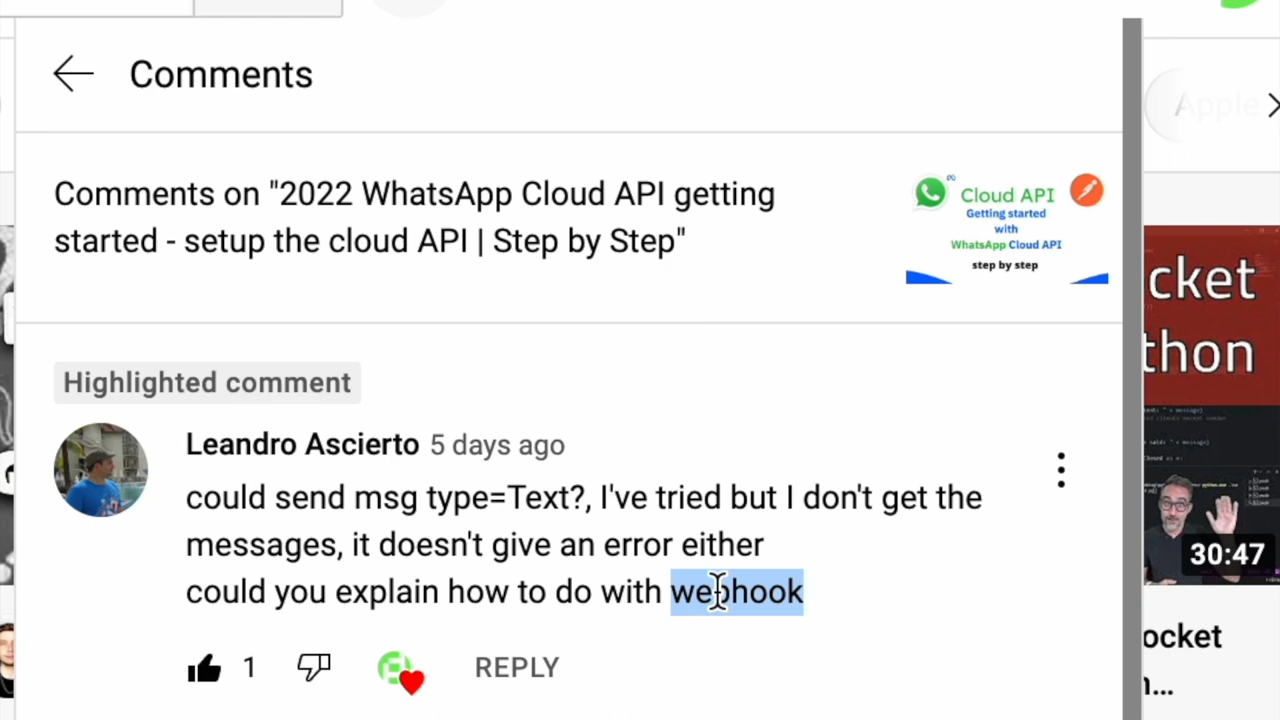 Comments
Apple
Comments on "2022 WhatsApp Cloud API getting
started - setup the cloud API | Step by Step"
Cloud API
Getting started
with
WhatsApp Cloud API
step by step
cket
thon
Highlighted comment
Leandro Ascierto 5 days ago
could send msg type=Text?, I've tried but I don't get the
messages, it doesn't give an error either
could you explain how to do with webhook
30:47
1
REPLY
ocket
n...